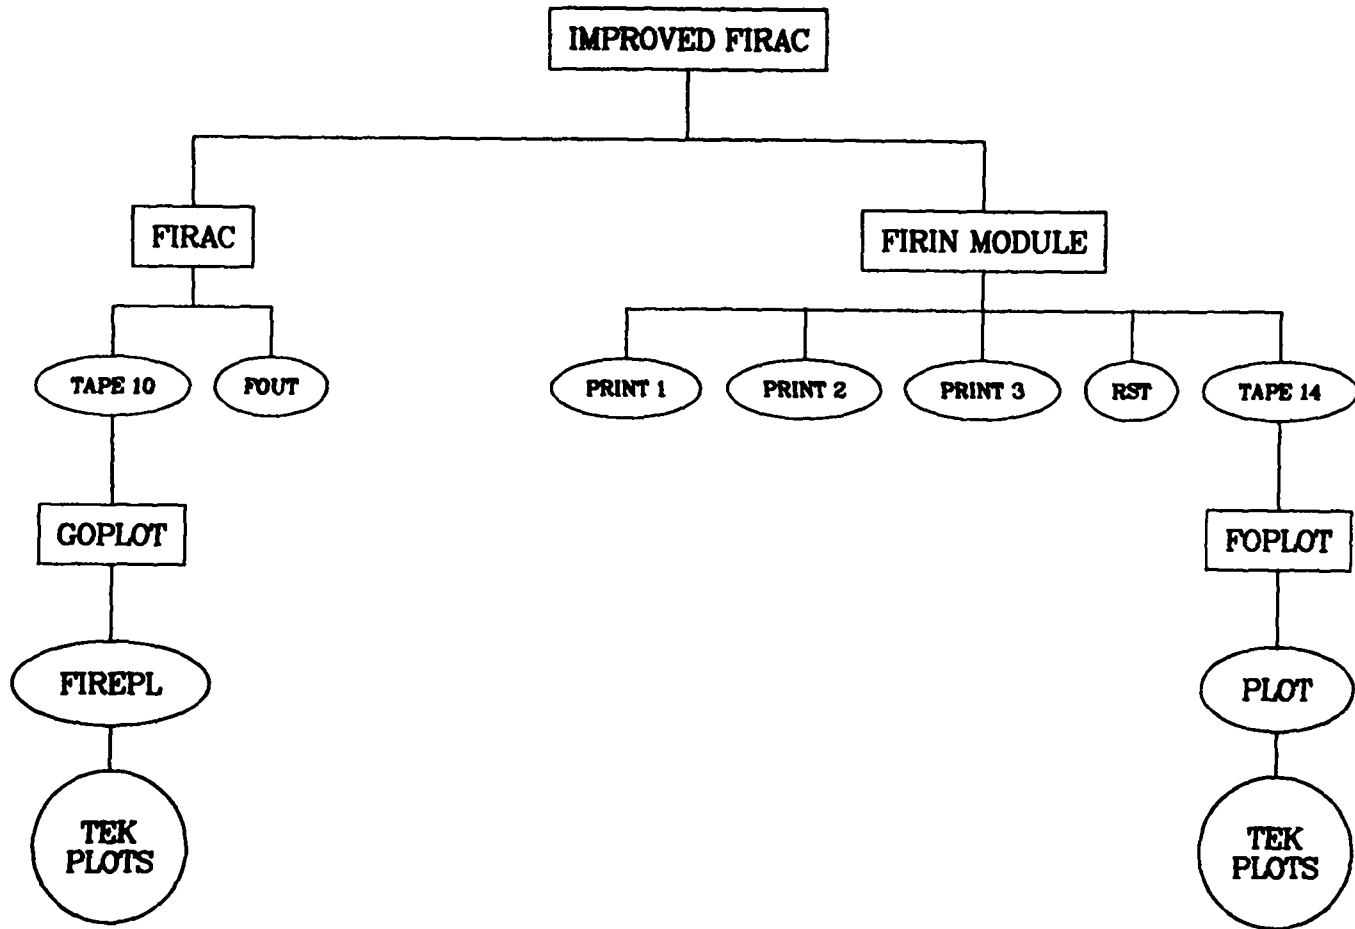 IMPROVED FIRAC
FIRAC
FIRIN MODULE
TAPE 10
FOUT
PRINT 1
PRINT 2
PRINT 3
RST
TAPE 14
GOPLOT
FOPLOT
FIREPL
PLOT
TEK
PLOTS
TEK
PLOTS